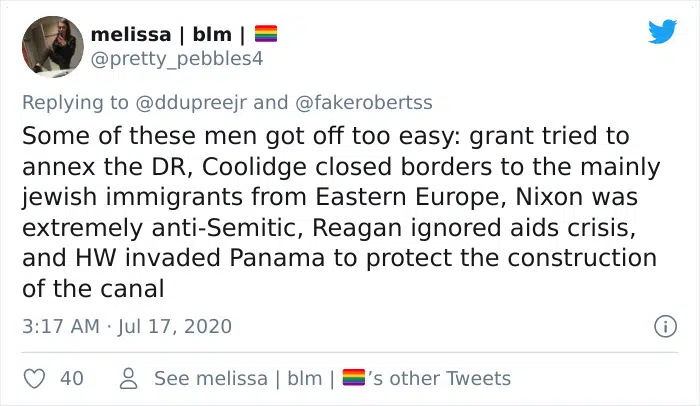 melissa | blm | 🏳️‍🌈
@pretty_pebbles4
Replying to @ddupreejr and @fakerobertss
Some of these men got off too easy: grant tried to
annex the DR, Coolidge closed borders to the mainly
jewish immigrants from Eastern Europe, Nixon was
extremely anti-Semitic, Reagan ignored aids crisis,
and HW invaded Panama to protect the construction
of the canal
3:17 AM · Jul 17, 2020
40
See melissa | blm | 🏳️‍🌈's other Tweets